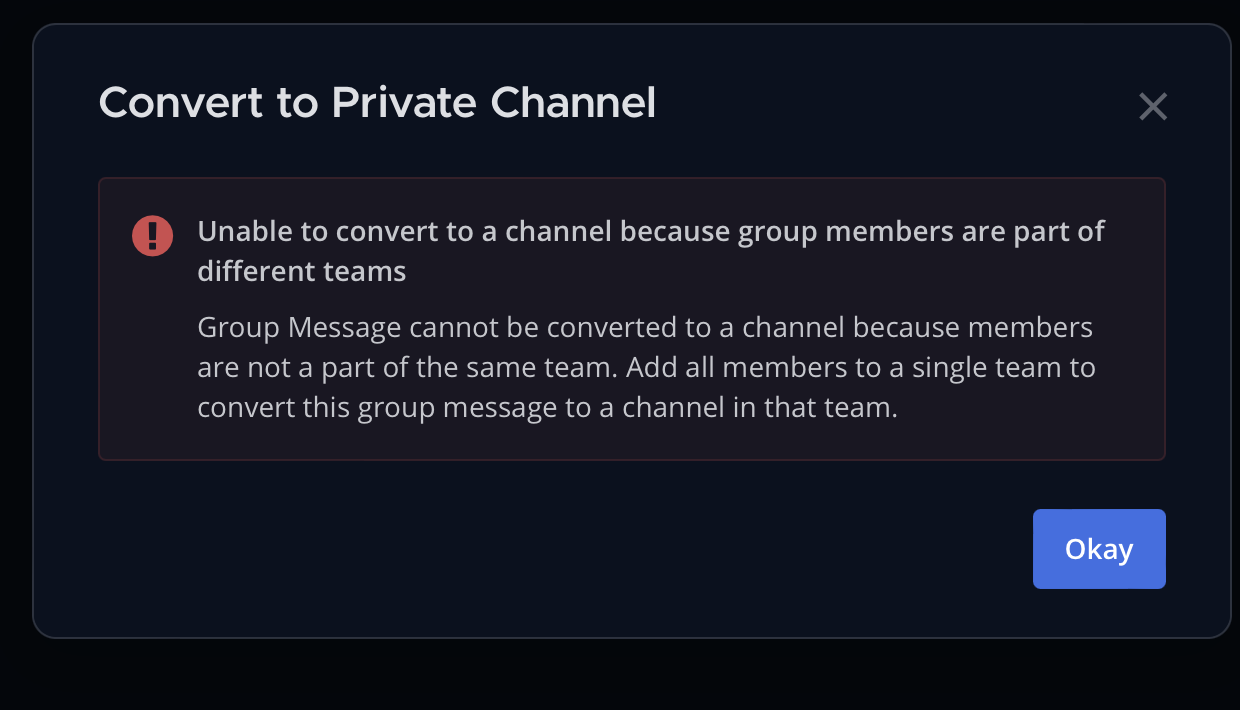 Convert to Private Channel
Unable to convert to a channel because group members are part of
different teams
Group Message cannot be converted to a channel because members
are not a part of the same team. Add all members to a single team to
convert this group message to a channel in that team.
Okay